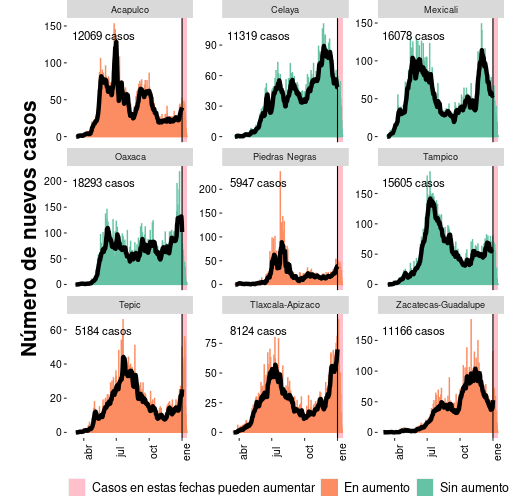 Número de nuevos casos
Acapulco
Celaya
Mexicali
12069 casos
11319 casos
16078 casos
150
100
50
0
90
60
30
0
150
100
50
0
Oaxaca
Piedras Negras
Tampico
18293 casos
5947 casos
15605 casos
200
150
100
50
0
200
150
100
50
0
150
100
50
0
Tepic
Tlaxcala-Apizaco
Zacatecas-Guadalupe
5184 casos
8124 casos
11166 casos
60
40
20
0
75
50
25
0
150
100
50
0
abr jul oct ene
abr jul oct ene
abr jul oct ene
Casos en estas fechas pueden aumentar En aumento Sin aumento